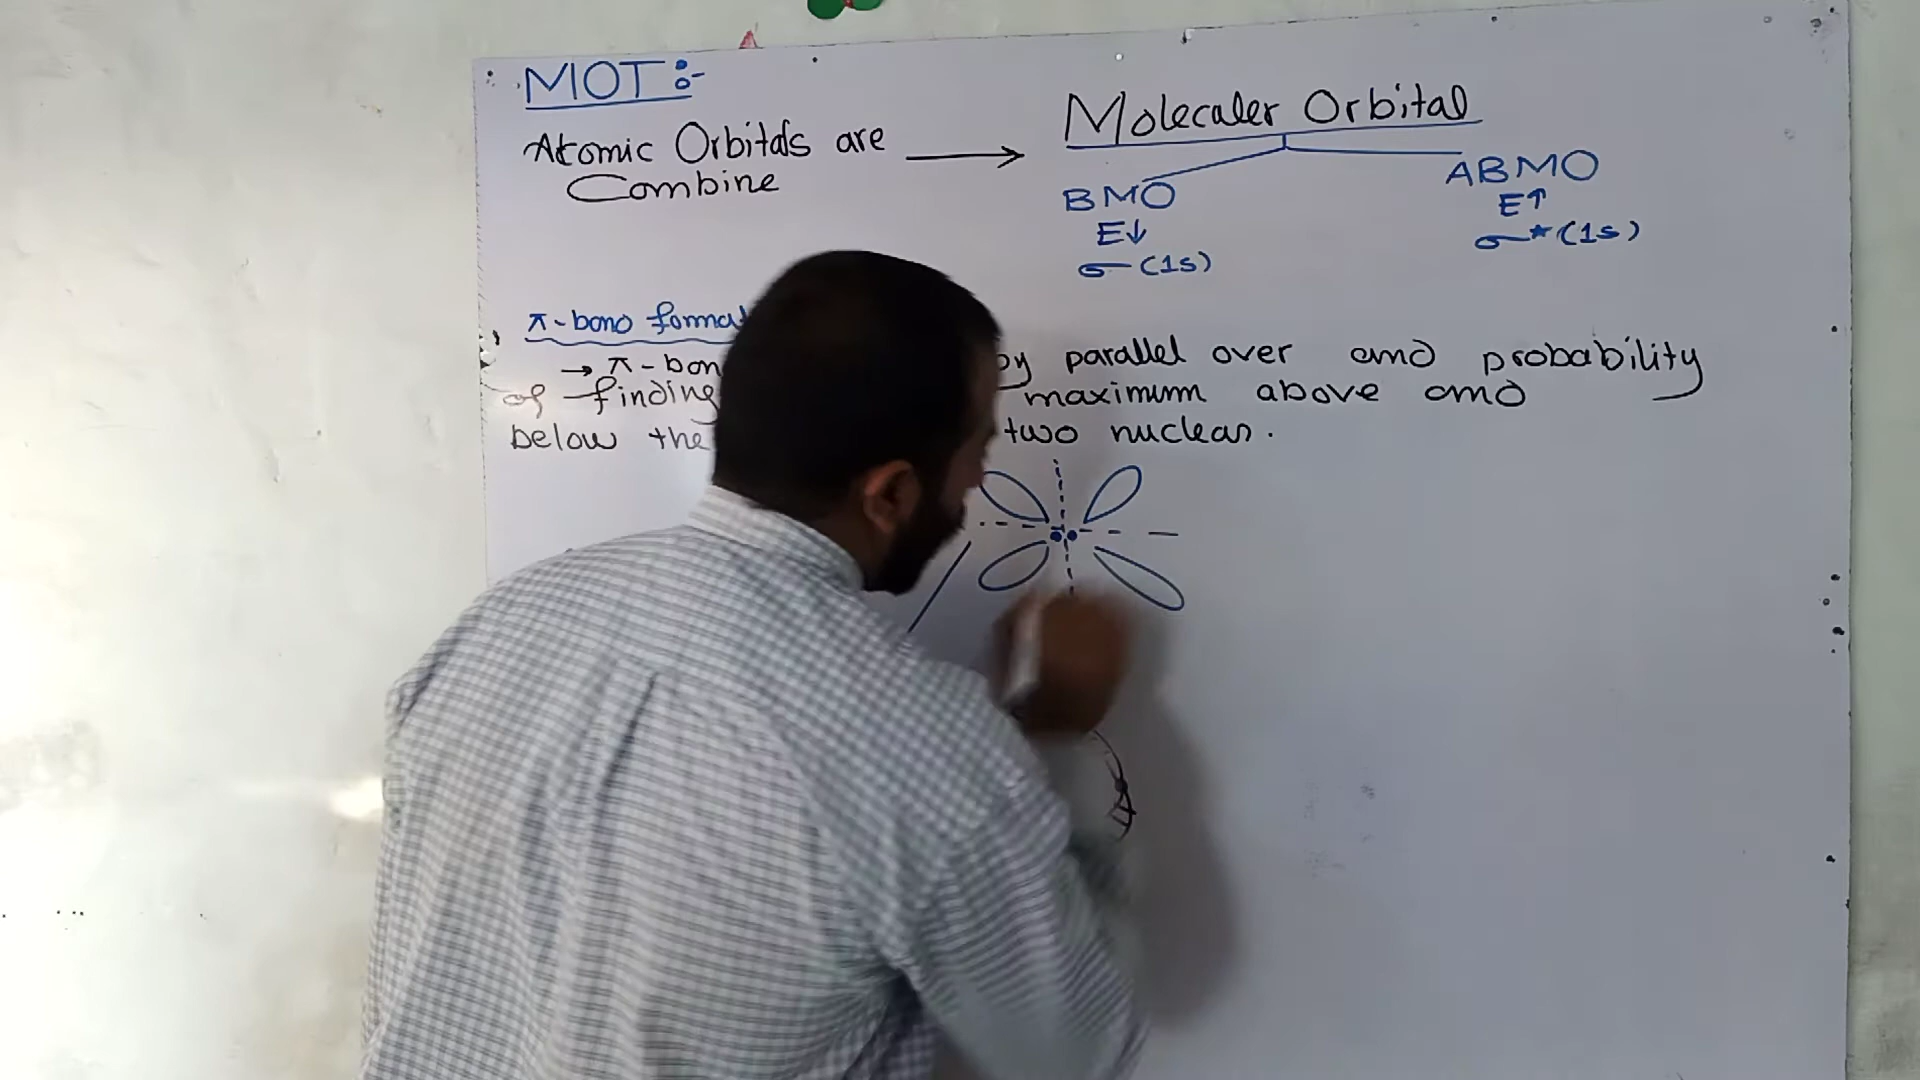 MOT:-
Atomic Orbitals are
Combine
Molecaler Orbital
BMO
E↓
σ(1s)
ABMO
E↑
σ*(1s)
π-bond
→ π-bon by parallel over and probability
of finding maximum above and
below the two nuclear.